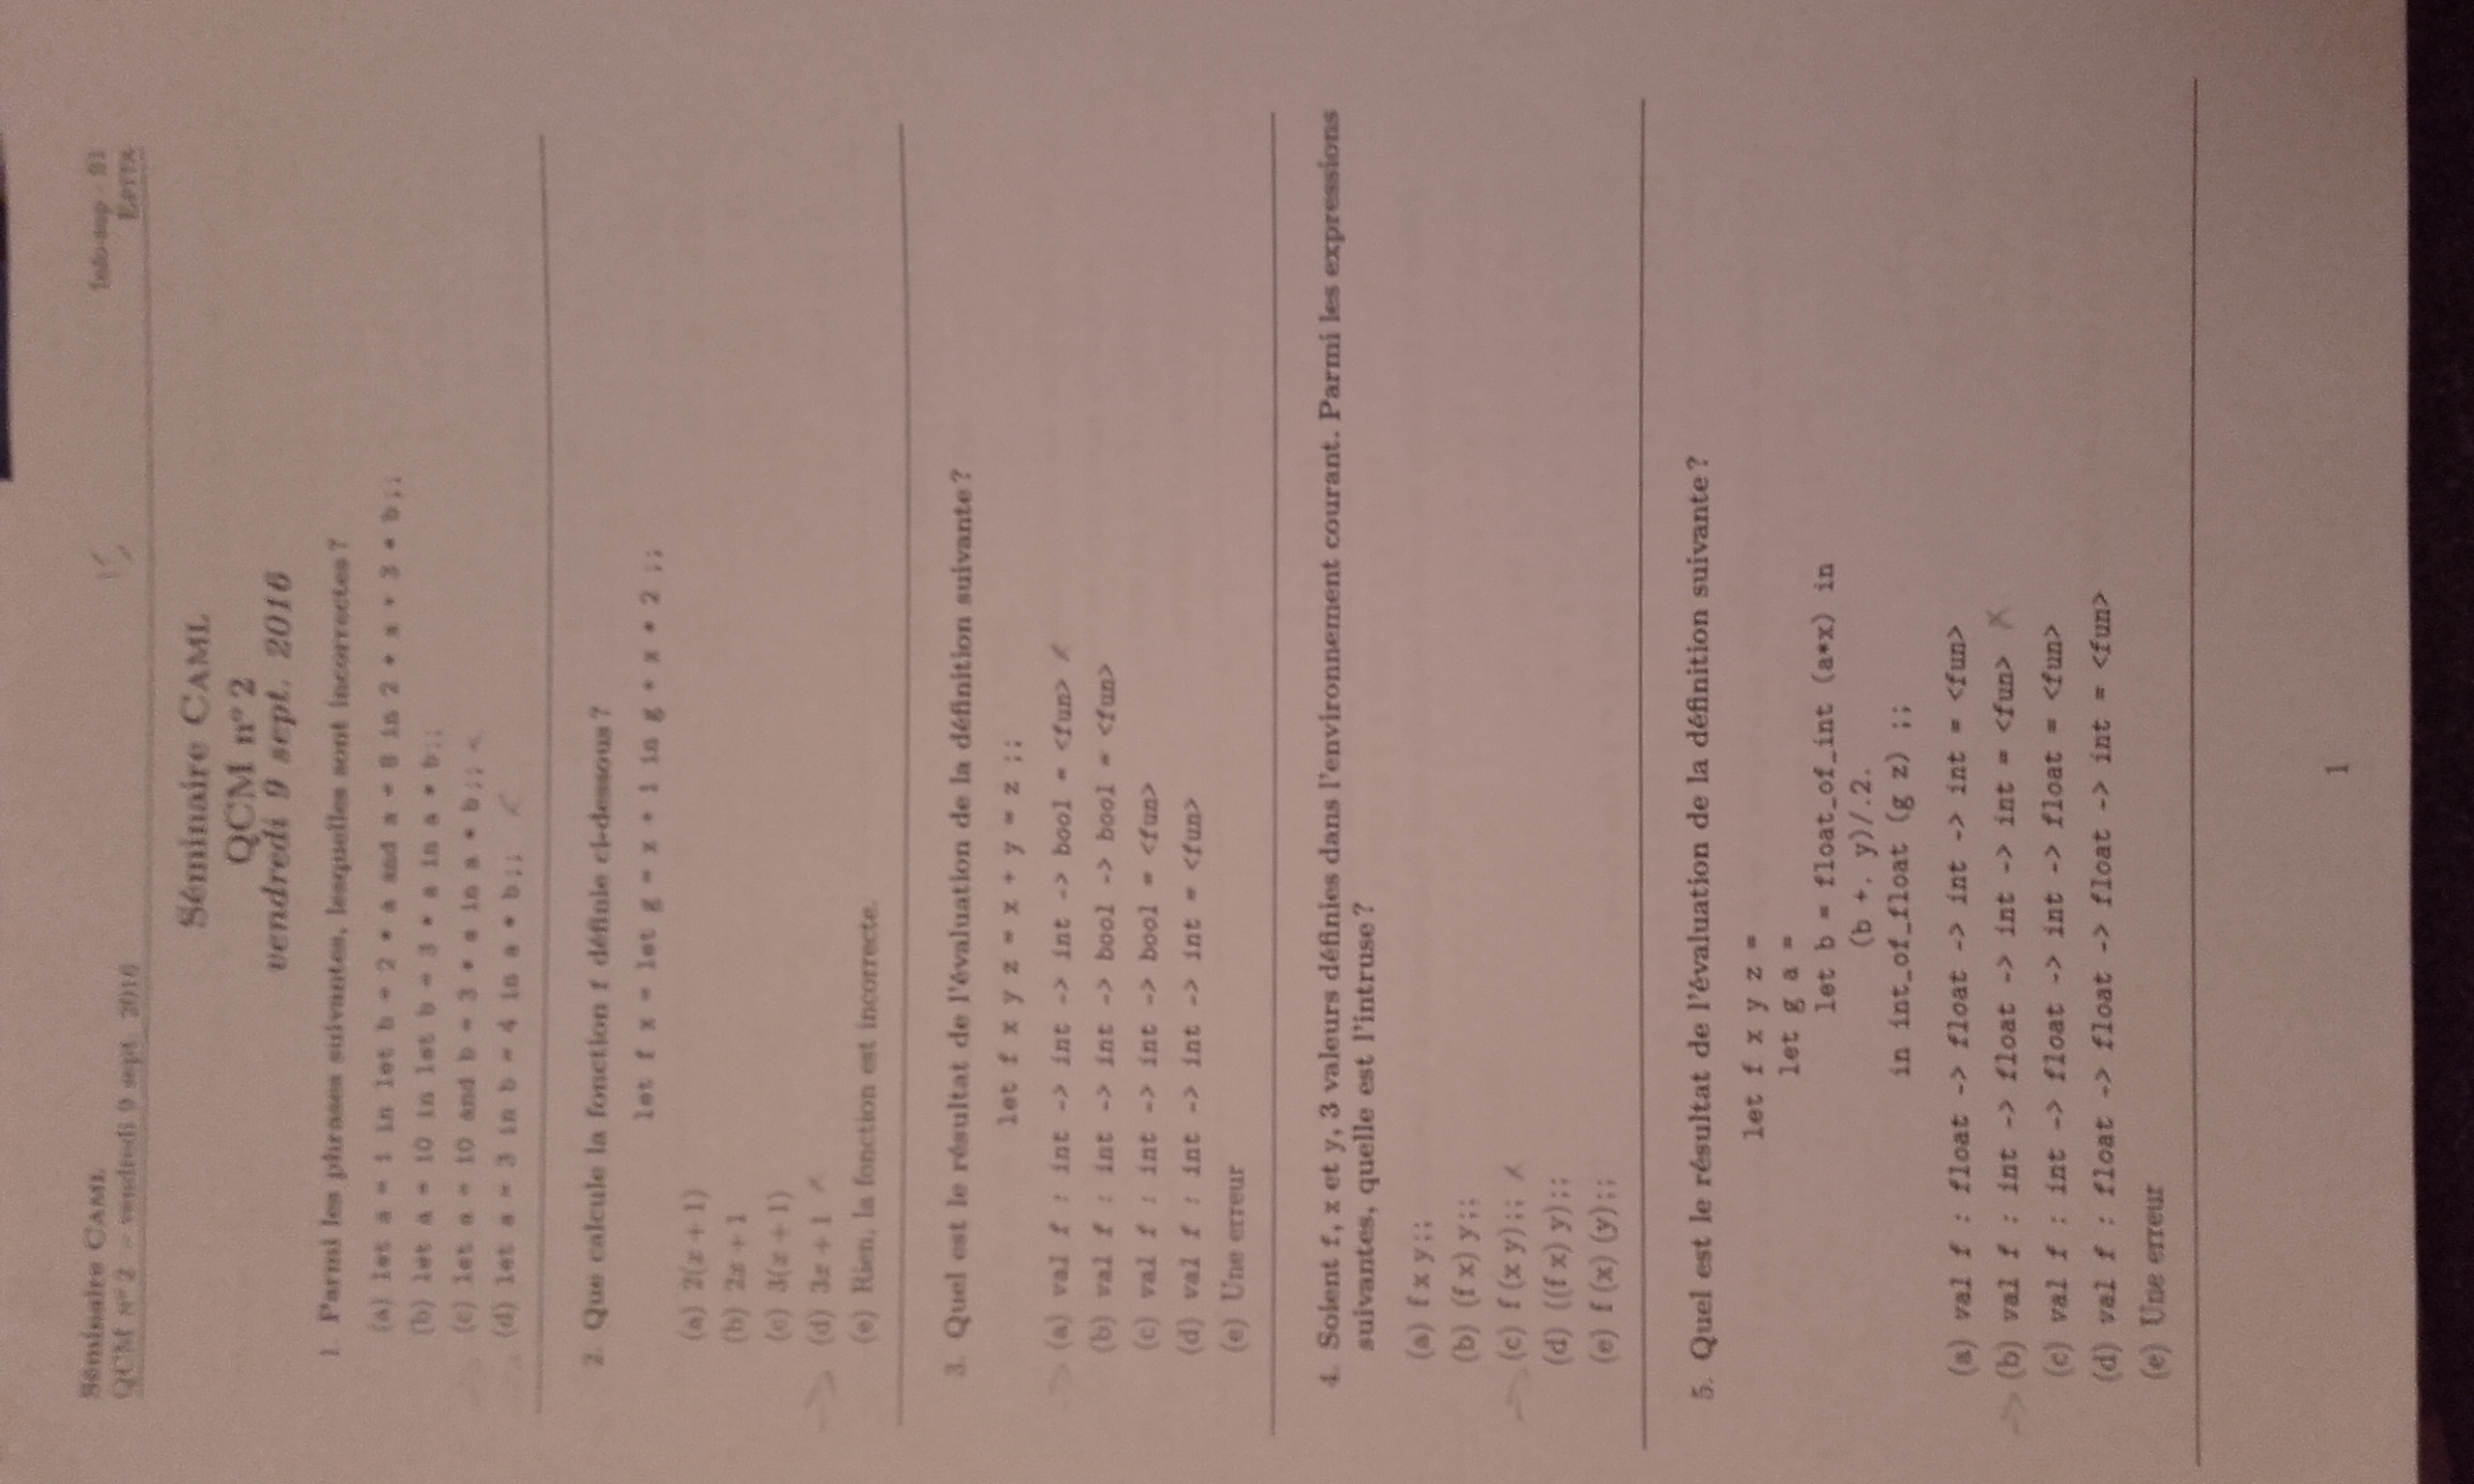 Séminaire CAML
Info-sup - S1
QCM nº 2 – vendredi 9 sept. 2016
EPITA
15
Séminaire CAML
QCM nº 2
vendredi 9 sept. 2016
1. Parmi les phrases suivantes, lesquelles sont incorrectes ?
(a) let a = 1 in let b = 2 * a and a = 8 in 2 * a + 3 * b;;
(b) let a = 10 in let b = 3 * a in a * b;;
(c) let a = 10 and b = 3 * a in a * b;;
(d) let a = 3 in b = 4 in a * b;;
2. Que calcule la fonction f définie ci-dessous ?
let f x = let g = x + 1 in g + x * 2 ;;
(a) 2(x + 1)
(b) 2x + 1
(c) 3(x + 1)
(d) 3x + 1
(e) Rien, la fonction est incorrecte.
3. Quel est le résultat de l'évaluation de la définition suivante ?
let f x y z = x + y = z ;;
(a) val f : int -> int -> int -> bool = <fun>
(b) val f : int -> int -> bool -> bool = <fun>
(c) val f : int -> int -> bool = <fun>
(d) val f : int -> int -> int = <fun>
(e) Une erreur
4. Soient f, x et y, 3 valeurs définies dans l'environnement courant. Parmi les expressions
suivantes, quelle est l'intruse ?
(a) f x y;;
(b) (f x) y;;
(c) f (x y);;
(d) ((f x) y);;
(e) f (x) (y);;
5. Quel est le résultat de l'évaluation de la définition suivante ?
let f x y z =
let g a =
let b = float_of_int (a*x) in
(b +. y)/.2.
in int_of_float (g z) ;;
(a) val f : float -> float -> int -> int = <fun>
(b) val f : int -> float -> int -> int = <fun>
(c) val f : int -> float -> int -> float = <fun>
(d) val f : float -> float -> float -> int = <fun>
(e) Une erreur
1